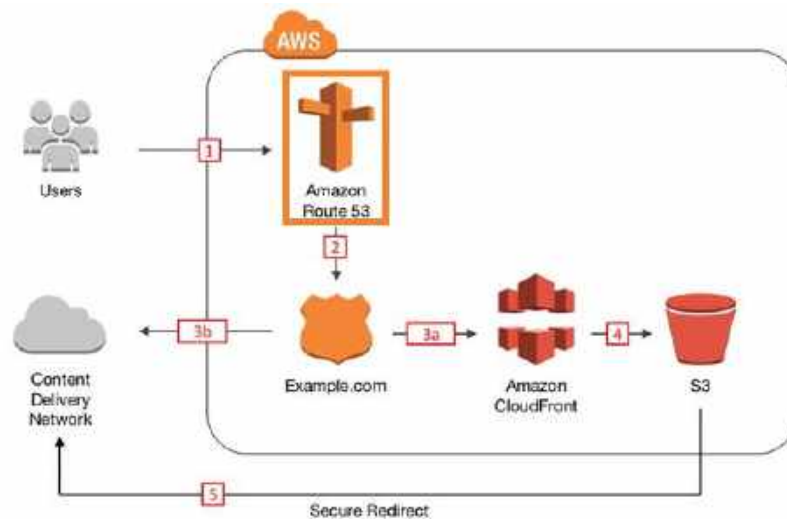 AWS
1
Users
Amazon
Route 53
2
3b
3a
4
Content
Delivery
Network
Example.com
Amazon
CloudFront
S3
5
Secure Redirect